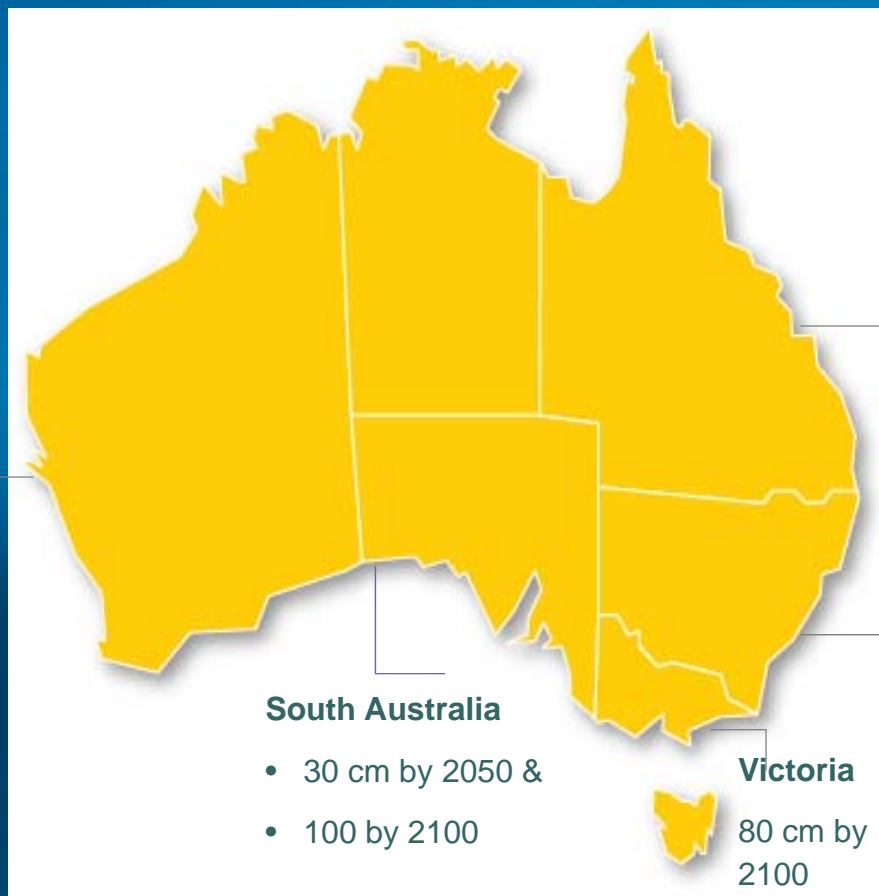 South Australia
• 30 cm by 2050 &
• 100 by 2100
Victoria
80 cm by
2100